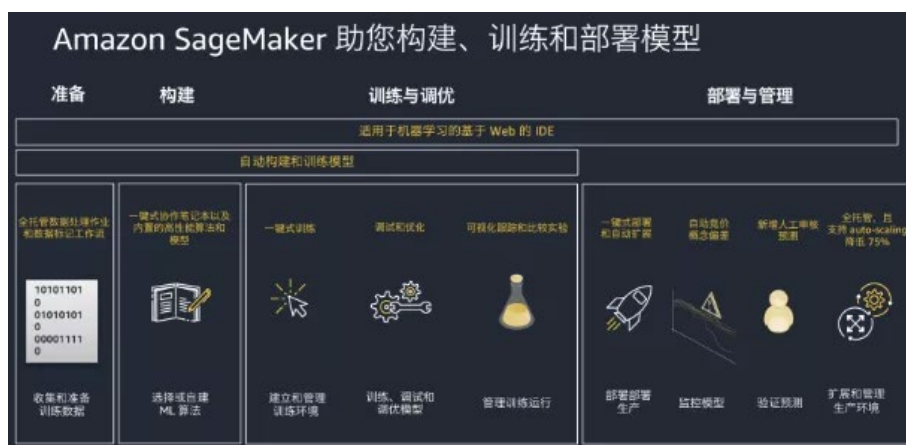 Amazon SageMaker 助您构建、训练和部署模型
准备
构建
训练与调优
部署与管理
适用于机器学习的基于 Web 的 IDE
自动构建和训练模型
全托管数据处理作业
和数据标记工作流
一键式协作笔记本以及
内置的高性能算法和
模型
一键式训练
调试和优化
可视化跟踪和比较实验
一键式部署
和自动扩展
自动竞价
概念偏差
新增人工审核
预测
全托管、且
支持 auto-scaling
降低 75%
10101101
0
01010101
0
00001111
0
收集和准备
训练数据
选择或自建
ML 算法
建立和管理
训练环境
训练、调试和
调优模型
管理训练运行
部署部署
生产
监控模型
验证预测
扩展和管理
生产环境